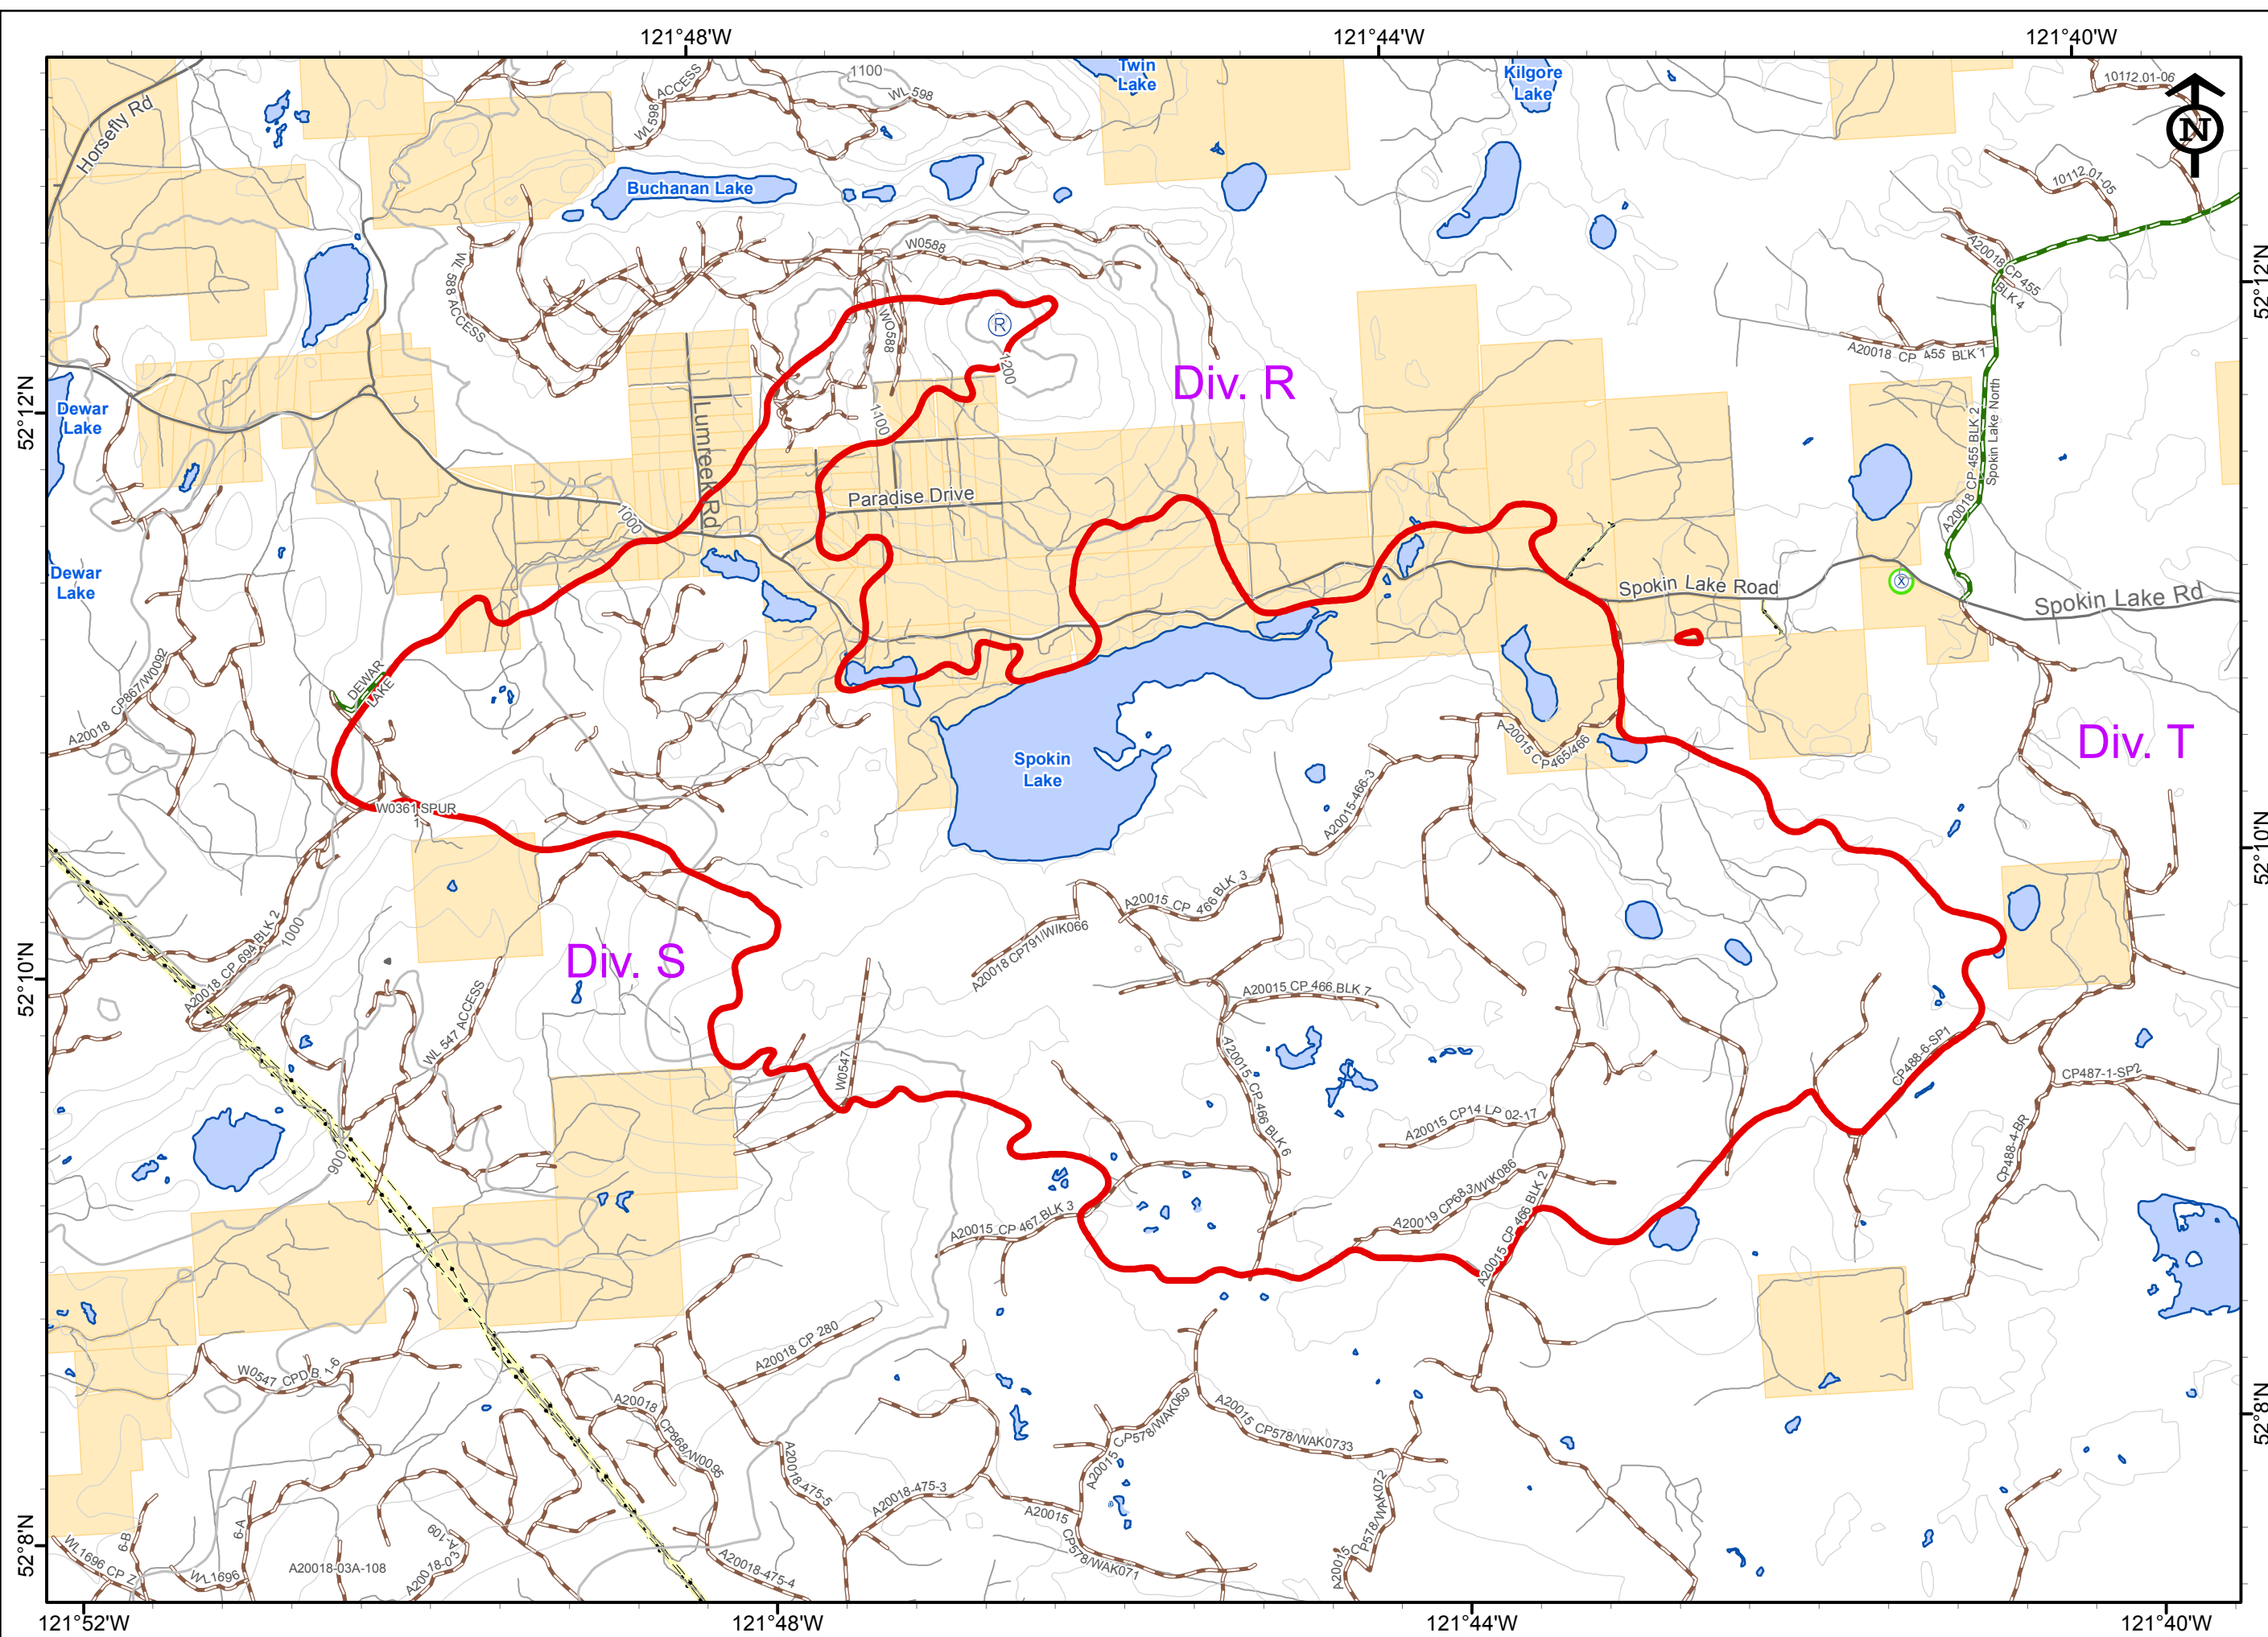 121°48'W
121°44'W
121°40'W
Twin
Lake
Kilgore
Lake
1100
WL 598
WL598 ACCESS
10112.01-06
N
Horsefly Rd
Buchanan Lake
10112.01-05
W0588
WL 588 ACCESS
A20018 CP 455
BLK 4
52°12'N
52°12'N
R
WO588
1200
A20018 CP 455 BLK 1
Div. R
Dewar
Lake
Lumreek Rd
1100
A20018 CP 455 BLK 2
Spokin Lake North
Paradise Drive
1000
Dewar
Lake
X
Spokin Lake Road
Spokin Lake Rd
A20018 CP867/W0092
DEWAR
LAKE
Spokin
Lake
A20015 CP465/466
Div. T
W0361 SPUR
1
A20015-466-3
52°10'N
52°10'N
A20015 CP 466 BLK 3
A20018 CP791/WIK066
A20018 CP 694 BLK 2
1000
Div. S
A20015 CP 466 BLK 7
WL 547 ACCESS
W0547
A20015 CP 466 BLK 6
CP488-6-SP1
CP487-1-SP2
A20015 CP14 LP 02-17
900
CP488-4-BR
A20019 CP68.3/WK086
A20015 CP 467 BLK 3
A20015 CP 466 BLK 2
A20018 CP 280
W0547 CPD B. 1-6
A20018 CP868/W0095
A20015 CP578/WAK069
A20015 CP578/WAK0733
52°8'N
52°8'N
A20018-475-5
A20018-475-3
A20015 CP578/WAK071
A20015 CP578/WAK072
6-B
6-A
WL1696 CP Z
WL1696
A20018-03A-108
A20018-03A-109
A20018-475-4
121°52'W
121°48'W
121°44'W
121°40'W